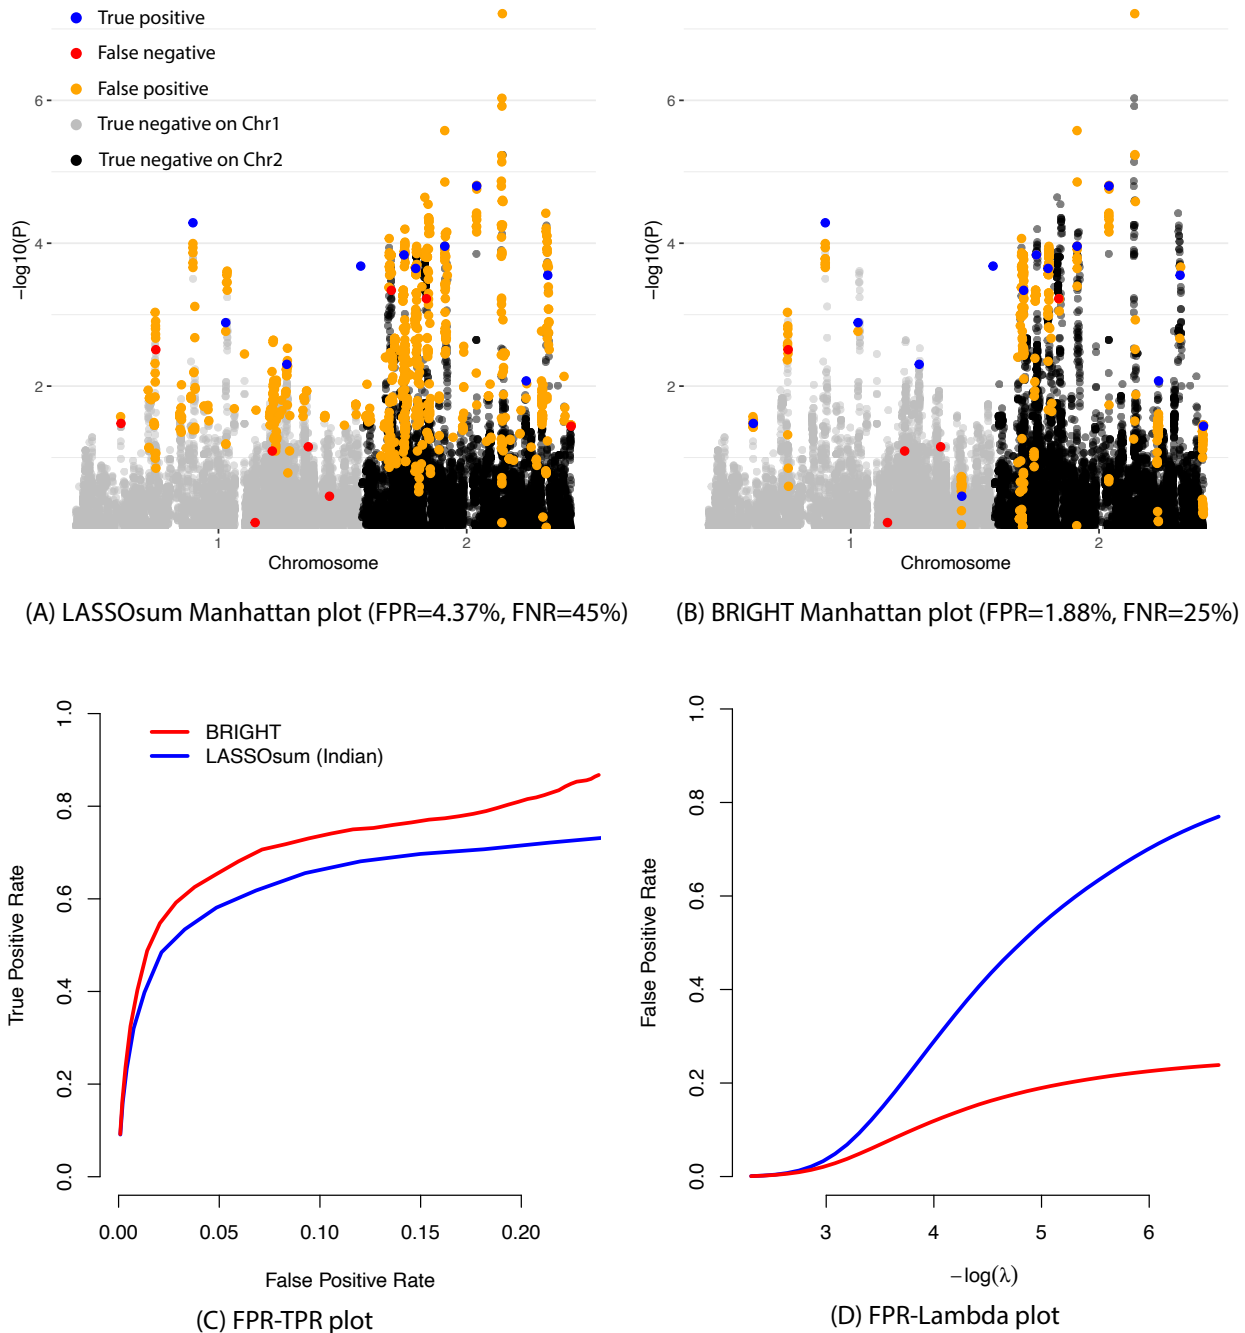 True positive
False negative
False positive
True negative on Chr1
True negative on Chr2
6
4
2
−log10(P)
1
2
Chromosome
6
4
2
−log10(P)
1
2
Chromosome
(A) LASSOsum Manhattan plot (FPR=4.37%, FNR=45%)
(B) BRIGHT Manhattan plot (FPR=1.88%, FNR=25%)
BRIGHT
LASSOsum (Indian)
1.0
0.8
0.6
0.4
0.2
0.0
True Positive Rate
0.00
0.05
0.10
0.15
0.20
False Positive Rate
(C) FPR-TPR plot
1.0
0.8
0.6
0.4
0.2
0.0
False Positive Rate
3
4
5
6
−log(λ)
(D) FPR-Lambda plot